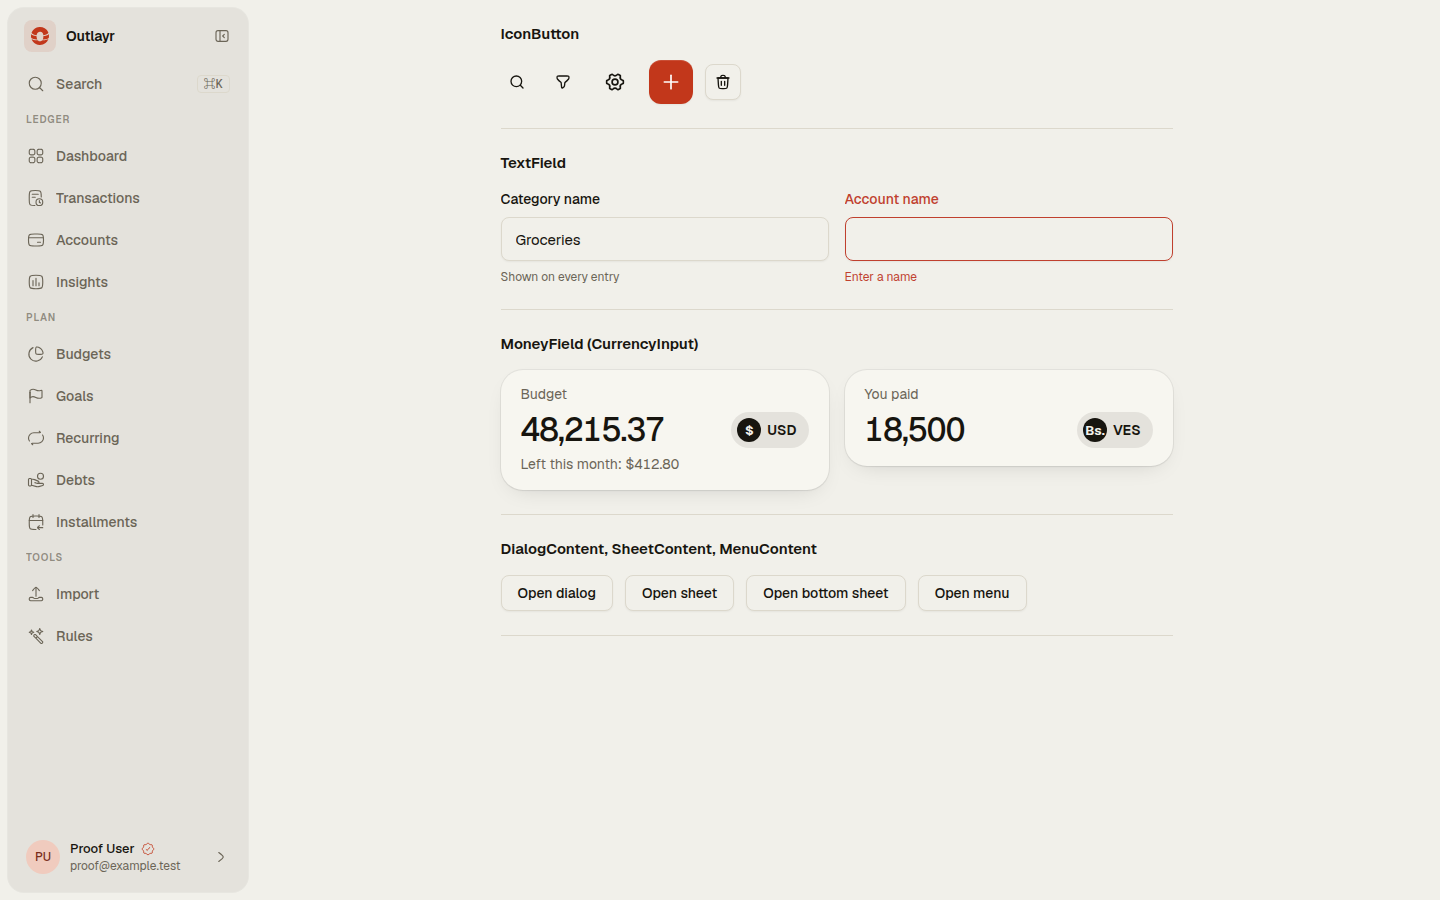 Outlayr
Search ⌘K
LEDGER
Dashboard
Transactions
Accounts
Insights
PLAN
Budgets
Goals
Recurring
Debts
Installments
TOOLS
Import
Rules
PU
Proof User
proof@example.test
IconButton
TextField
Category name
Groceries
Shown on every entry
Account name
Enter a name
MoneyField (CurrencyInput)
Budget
48,215.37 $ USD
Left this month: $412.80
You paid
18,500 Bs. VES
DialogContent, SheetContent, MenuContent
Open dialog Open sheet Open bottom sheet Open menu